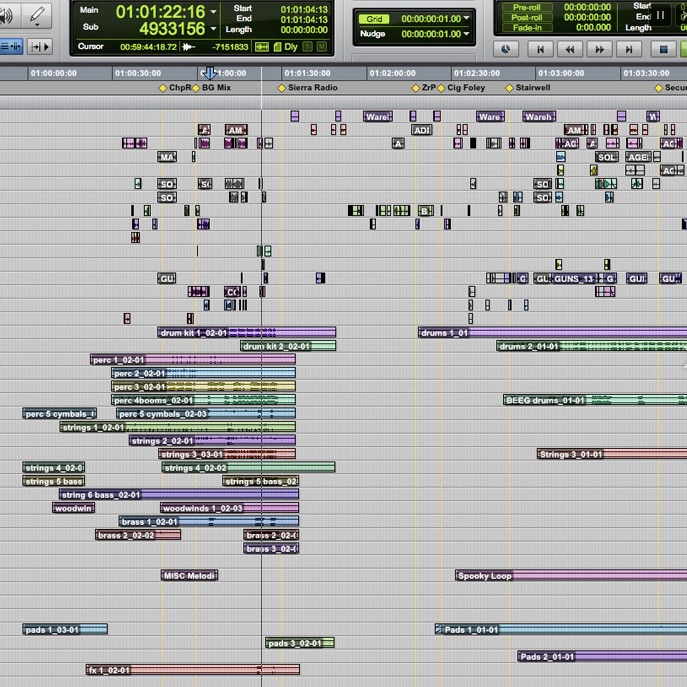 Main 01:01:22:16
Sub 4933156
Start 01:01:04:13
End 01:01:04:13
Length 00:00:00:00
Cursor 00:59:44:18.72 -7151833 Dly
Grid 00:00:00:01.00
Nudge 00:00:00:01.00
Pre-roll 00:00:00:00
Post-roll 00:00:00:00
Fade-in 0:00.000
Start
End
Length
01:00:00:00 01:00:30:00 1:00:00 01:01:30:00 01:02:00:00 01:02:30:00 01:03:00:00 01:03:30:00
ChpR BG Mix Sierra Radio ZrP Cig Foley Stairwell Secur
Warel Ware Wareh W
A AM ADI AM
A AC A AC
MA SOL AGE
AC
SO SO
SO SO
B
GU G GU GUNS_13 G GUI GU
drum kit 1_02-01 drums 1_01
drum kit 2_02-01 drums 2_01-01
perc 1_02-01
perc 2_02-01
perc 3_02-01
perc 4booms_02-01 BEEG drums_01-01
perc 5 cymbals_ perc 5 cymbals_02-03
strings 1_02-01
strings 2_02-01
strings 3_03-01 Strings 3_01-01
strings 4_02-0 strings 4_02-02
strings 5 bass strings 5 bass_02
string 6 bass_02-01
woodwin woodwinds 1_02-03
brass 1_02-01
brass 2_02-02 brass 2_02-(
brass 3_02-(
MISC Melodi Spooky Loop
pads 1_03-01 Pads 1_01-01
pads 3_02-01
Pads 2_01-01
fx 1_02-01